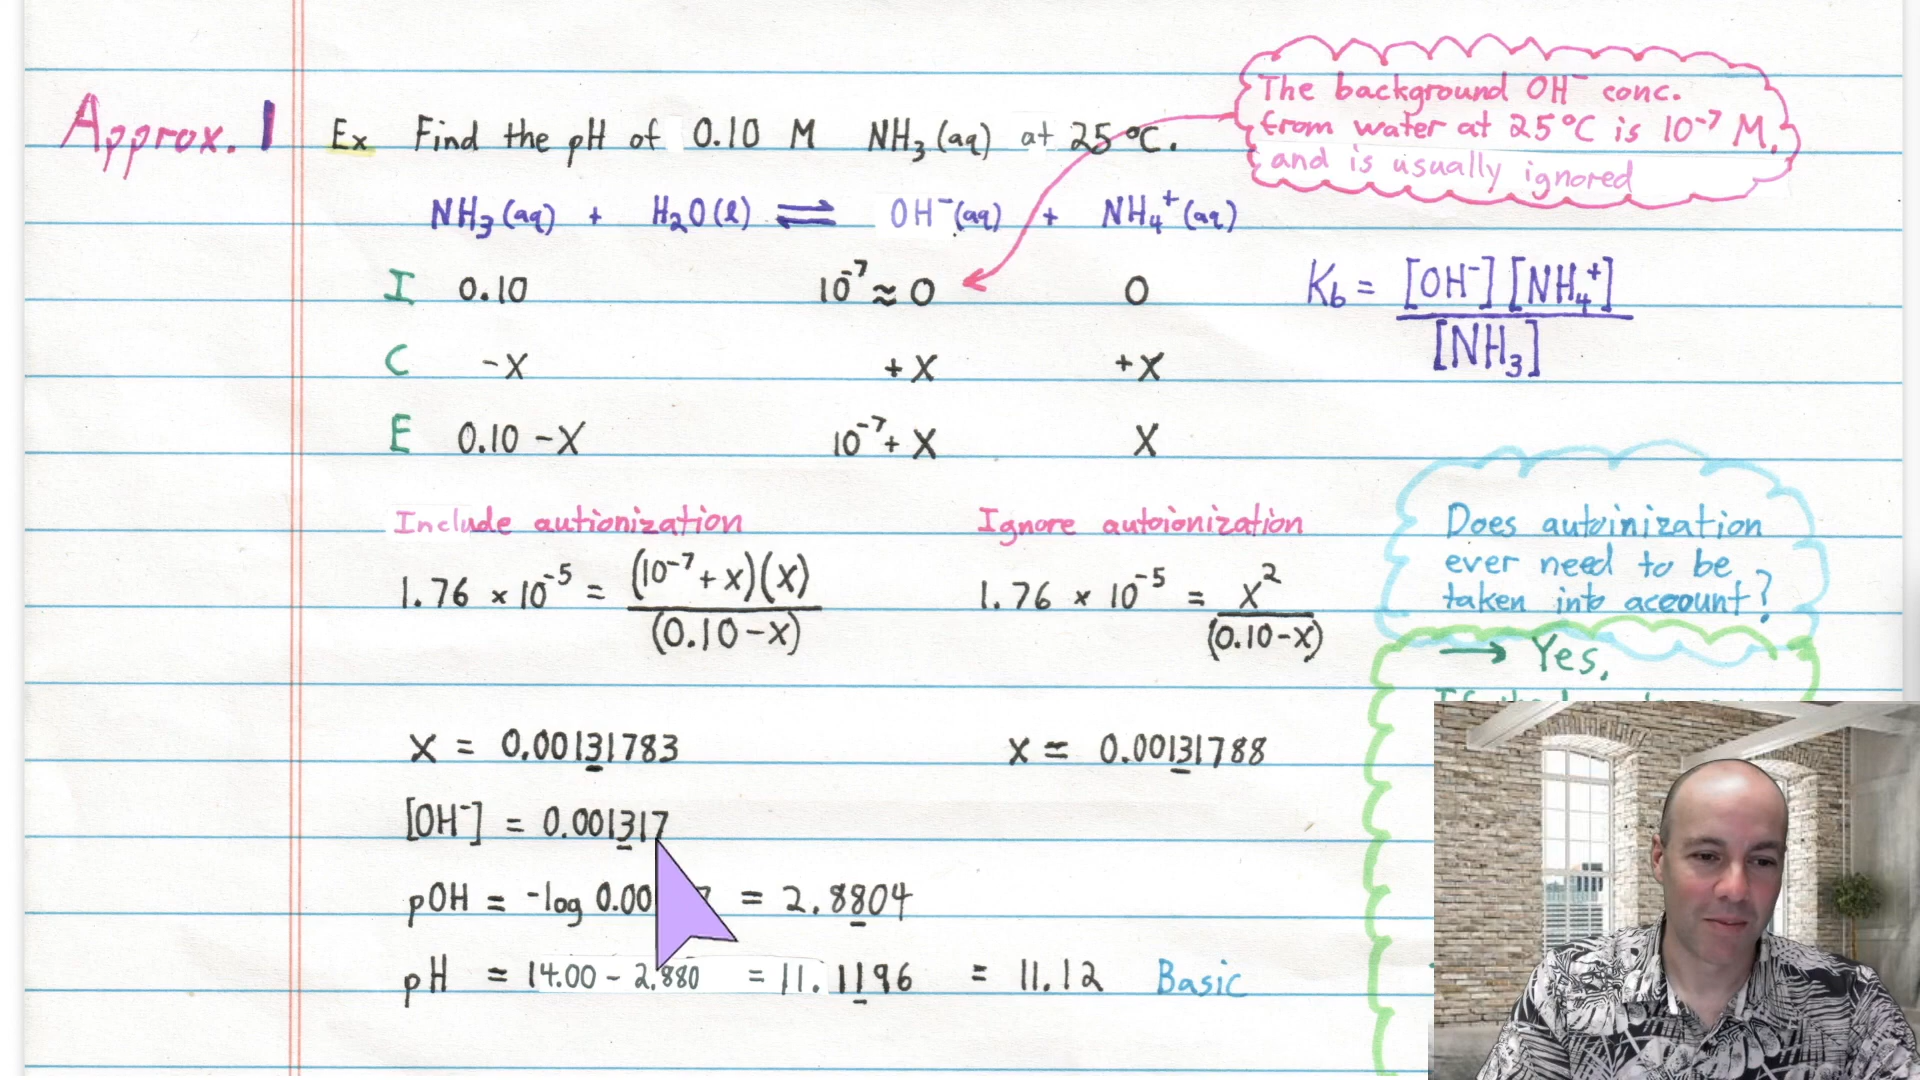 Approx. 1
Ex Find the pH of 0.10 M NH₃(aq) at 25°C.
The background OH⁻ conc.
from water at 25°C is 10⁻⁷ M,
and is usually ignored
NH₃(aq) + H₂O(l) ⇌ OH⁻(aq) + NH₄⁺(aq)
I 0.10 10⁻⁷ ≈ 0 0
C -X +X +X
E 0.10 -X 10⁻⁷+ X X
K_b = [OH⁻][NH₄⁺] / [NH₃]
Include autionization
1.76 × 10⁻⁵ = (10⁻⁷+x)(x) / (0.10-x)
X = 0.00131783
[OH⁻] = 0.001317
pOH = -log 0.00 = 2.8804
pH = 14.00 - 2.880 = 11.1196 = 11.12 Basic
Ignore autoionization
1.76 × 10⁻⁵ = X² / (0.10-x)
X = 0.00131788
Does autoinization
ever need to be
taken into account?
→ Yes,